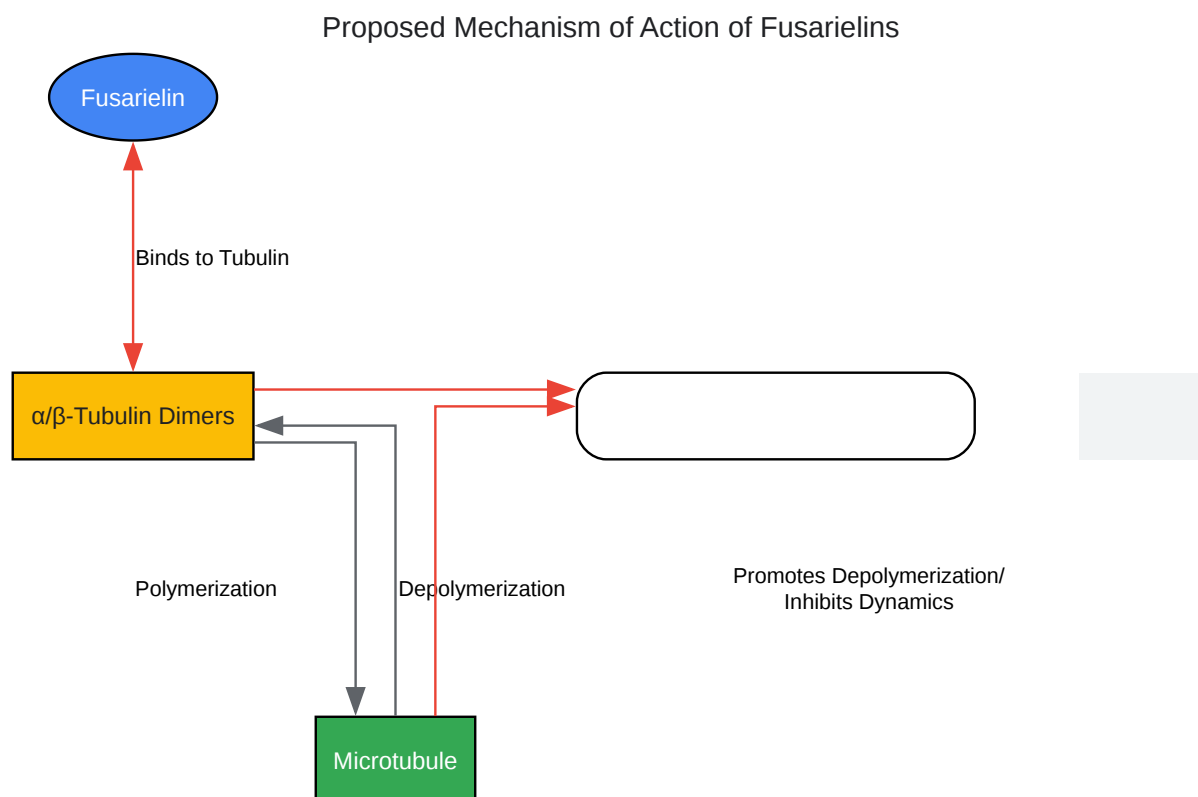 Proposed Mechanism of Action of Fusarielins
Fusarielin
Binds to Tubulin
α/β-Tubulin Dimers
Polymerization
Depolymerization
Promotes Depolymerization/
Inhibits Dynamics
Microtubule